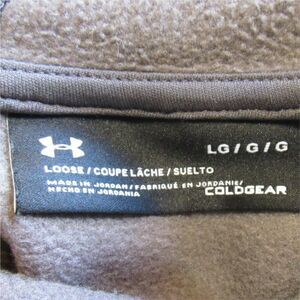 LG/G/G
LOOSE/COUPE LÂCHE/SUELTO
MADE IN JORDAN/FABRIQUÉ EN JORDANIE/
HECHO EN JORDANIA
COLDGEAR